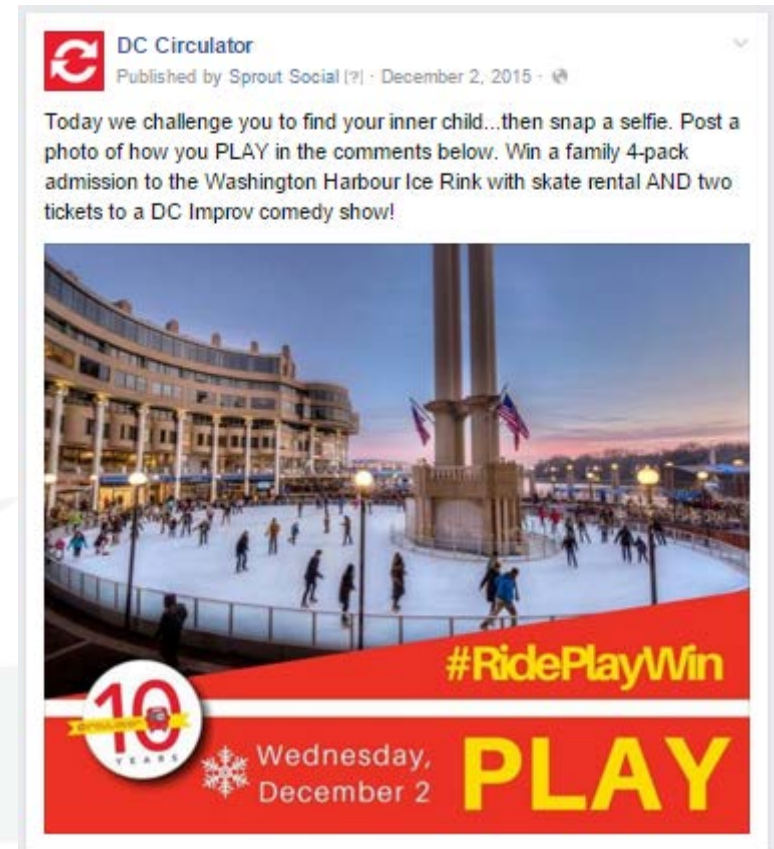 DC Circulator
Published by Sprout Social [?] · December 2, 2015 ·
Today we challenge you to find your inner child...then snap a selfie. Post a
photo of how you PLAY in the comments below. Win a family 4-pack
admission to the Washington Harbour Ice Rink with skate rental AND two
tickets to a DC Improv comedy show!
#RidePlayWin
10
YEARS
Wednesday,
December 2
PLAY